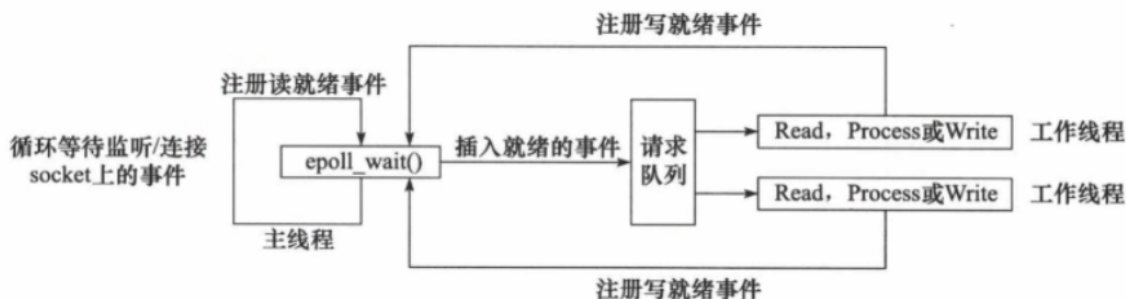 注册写就绪事件
注册读就绪事件
循环等待监听/连接
socket上的事件
epoll_wait()
插入就绪的事件
请求
队列
Read，Process或Write
工作线程
Read，Process或Write
工作线程
主线程
注册写就绪事件